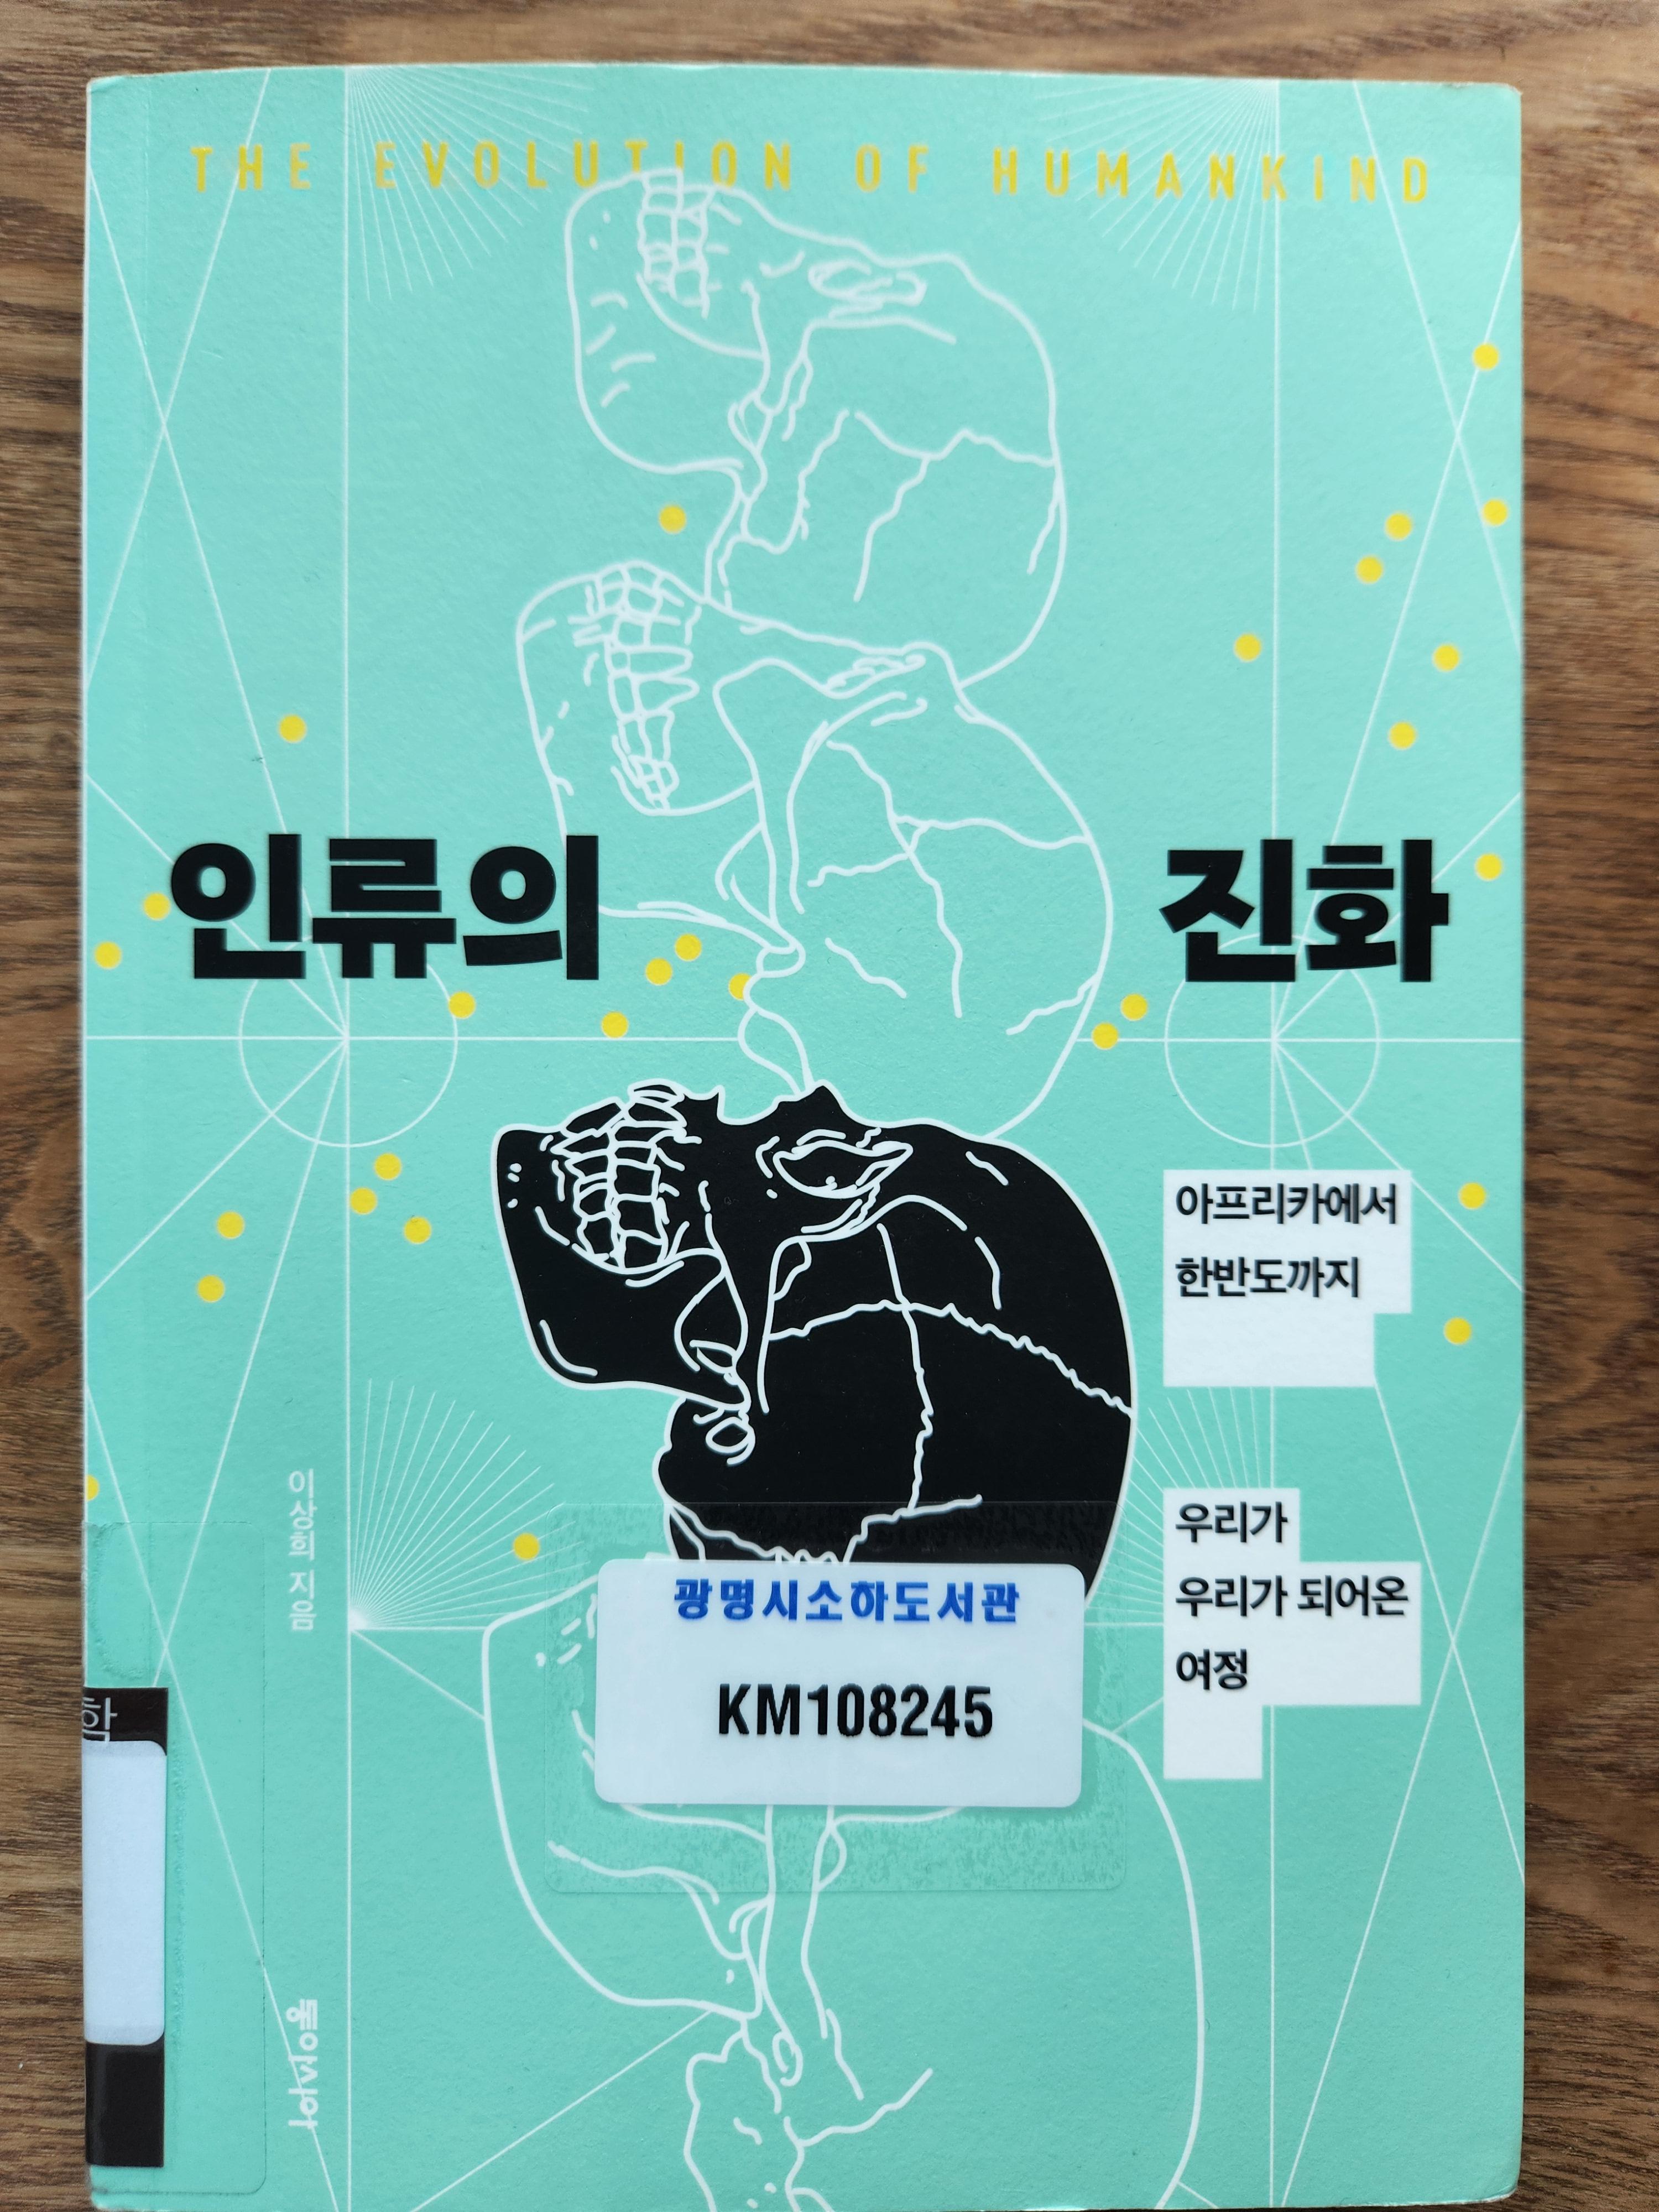 THE EVOLUTION OF HUMANKIND
인류의 진화
아프리카에서
한반도까지
우리가
우리가 되어온
여정
이상희 지음
광명시소하도서관
KM108245
학